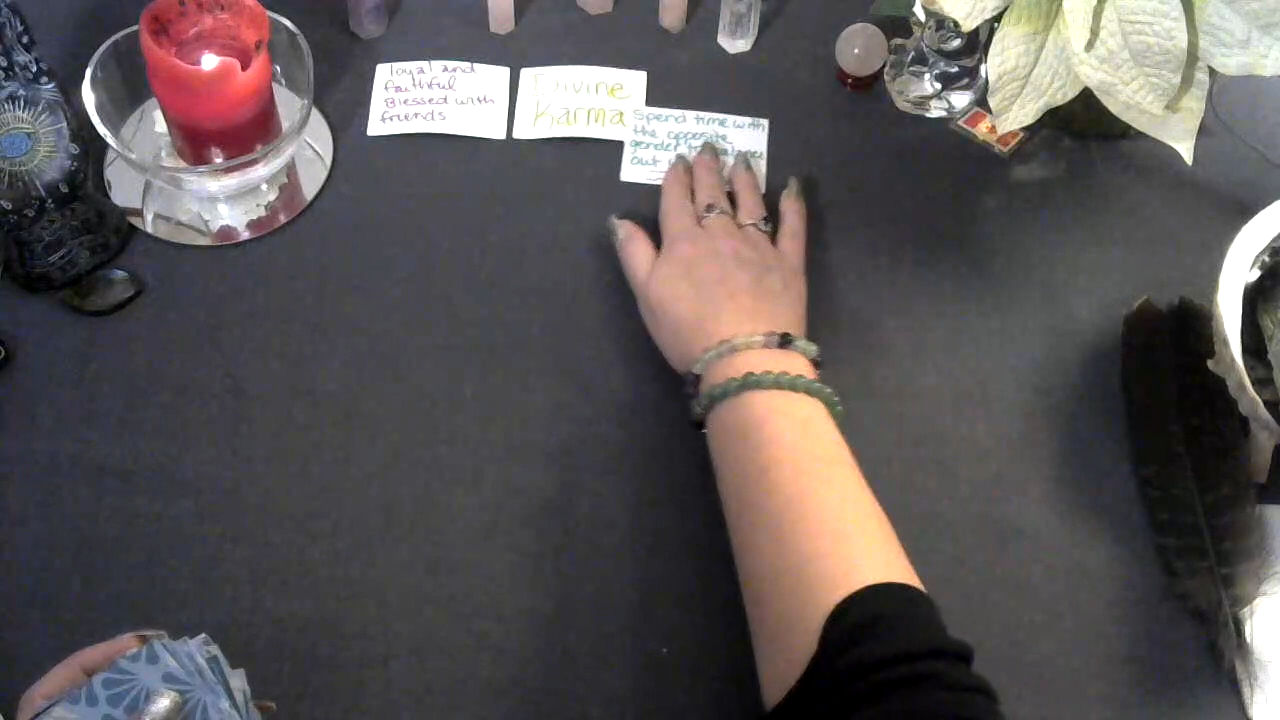 loyal and
faithful
Blessed with
friends
Divine
Karma
Spend time with
the opposite
gender
out